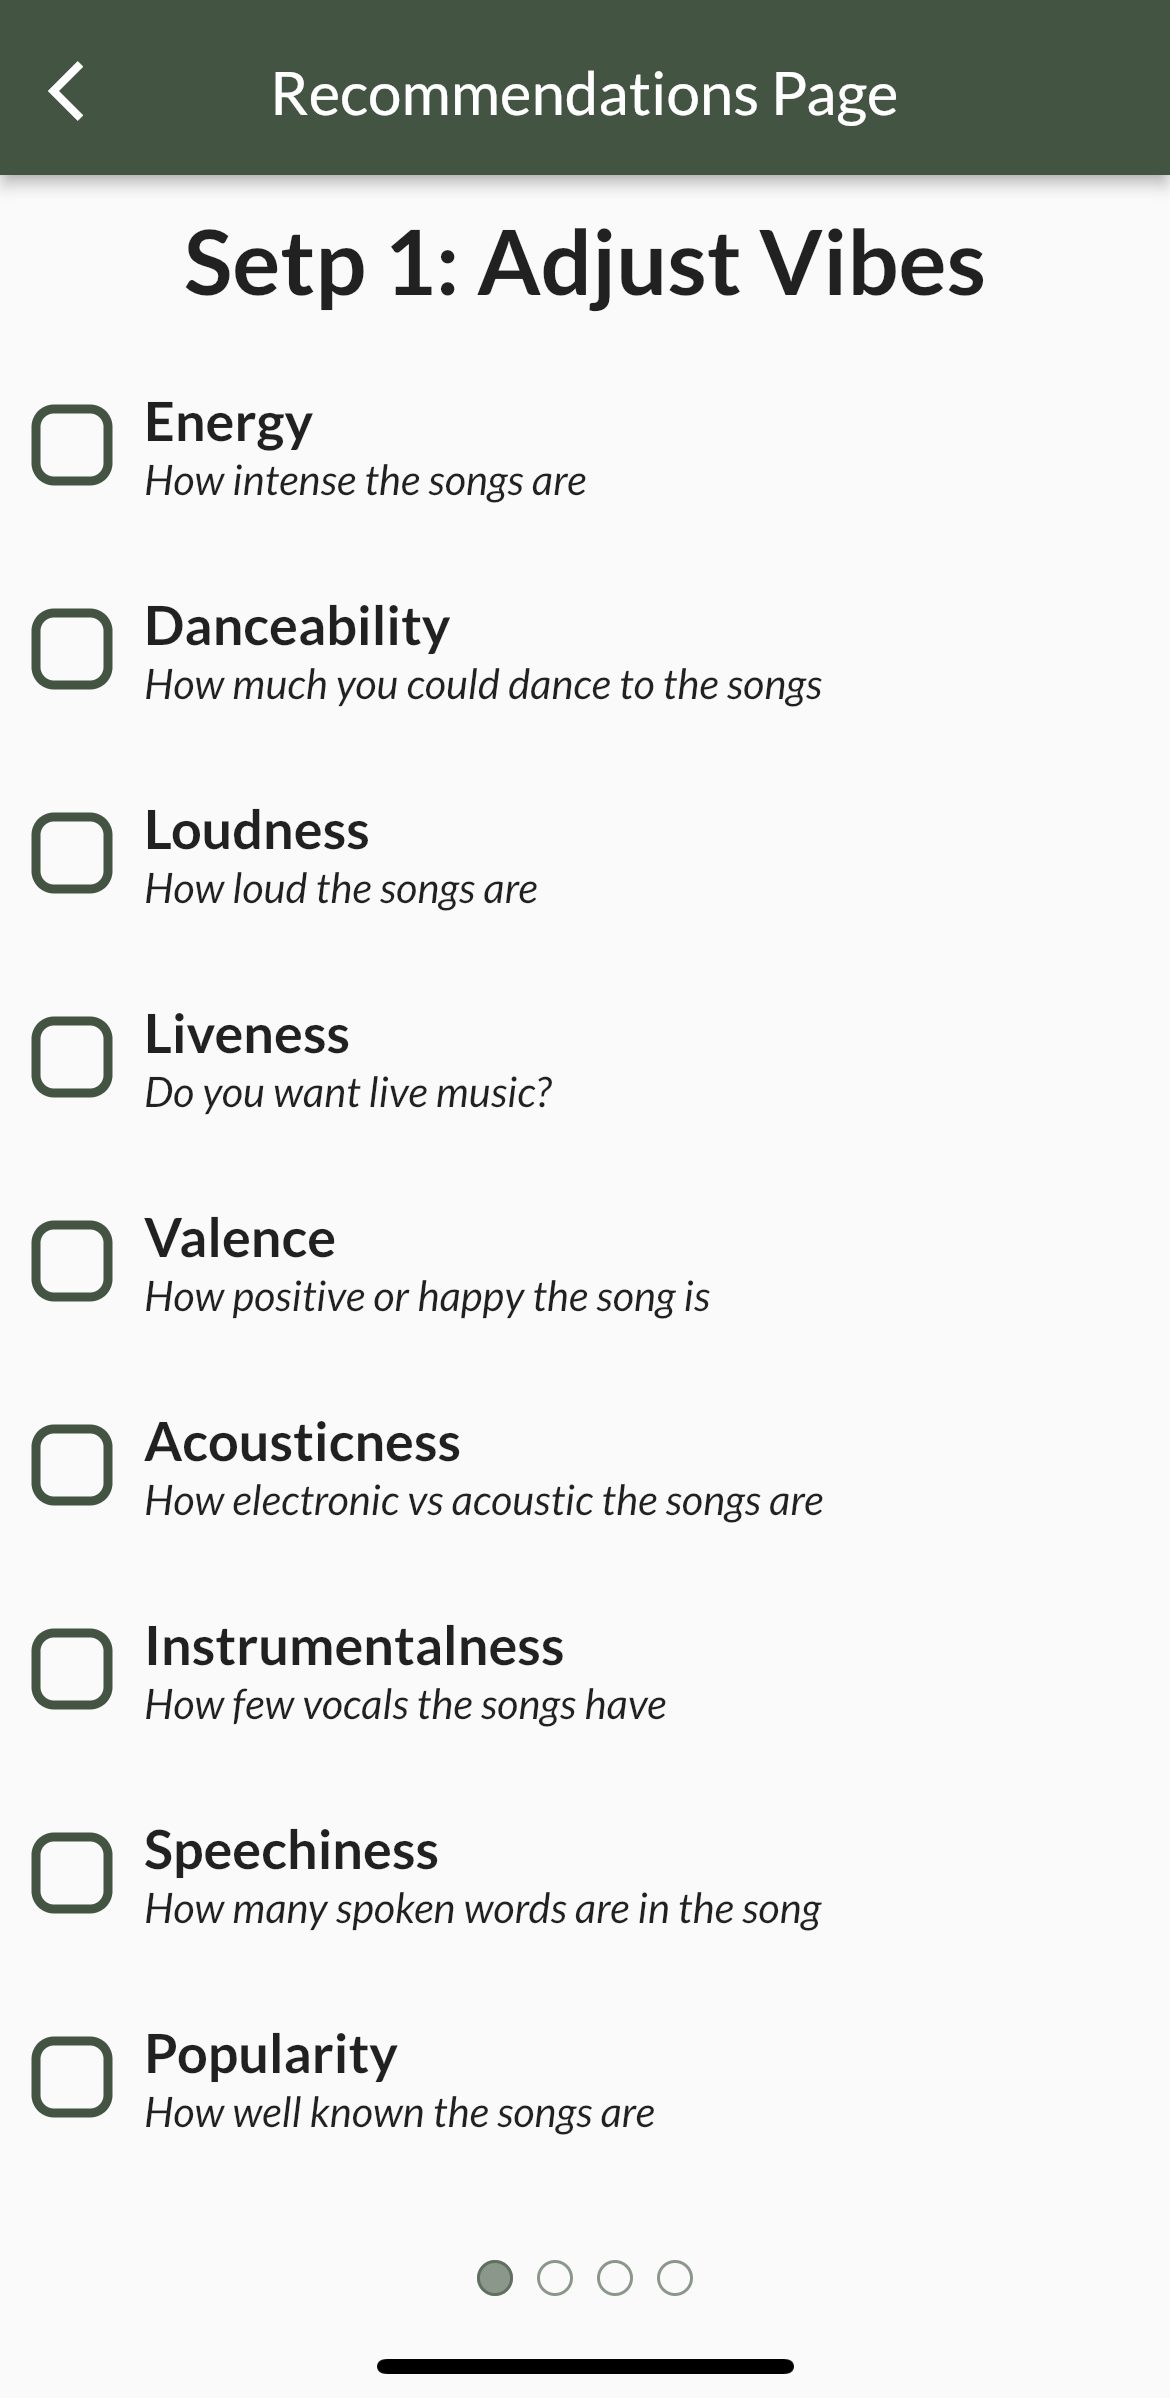 Recommendations Page
Setp 1: Adjust Vibes
Energy
How intense the songs are
Danceability
How much you could dance to the songs
Loudness
How loud the songs are
Liveness
Do you want live music?
Valence
How positive or happy the song is
Acousticness
How electronic vs acoustic the songs are
Instrumentalness
How few vocals the songs have
Speechiness
How many spoken words are in the song
Popularity
How well known the songs are